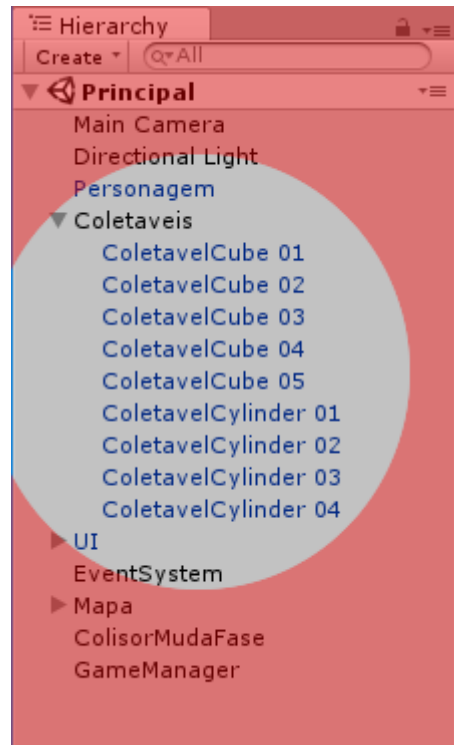 Hierarchy
Create All
Principal
Main Camera
Directional Light
Personagem
Coletaveis
ColetavelCube 01
ColetavelCube 02
ColetavelCube 03
ColetavelCube 04
ColetavelCube 05
ColetavelCylinder 01
ColetavelCylinder 02
ColetavelCylinder 03
ColetavelCylinder 04
UI
EventSystem
Mapa
ColisorMudaFase
GameManager